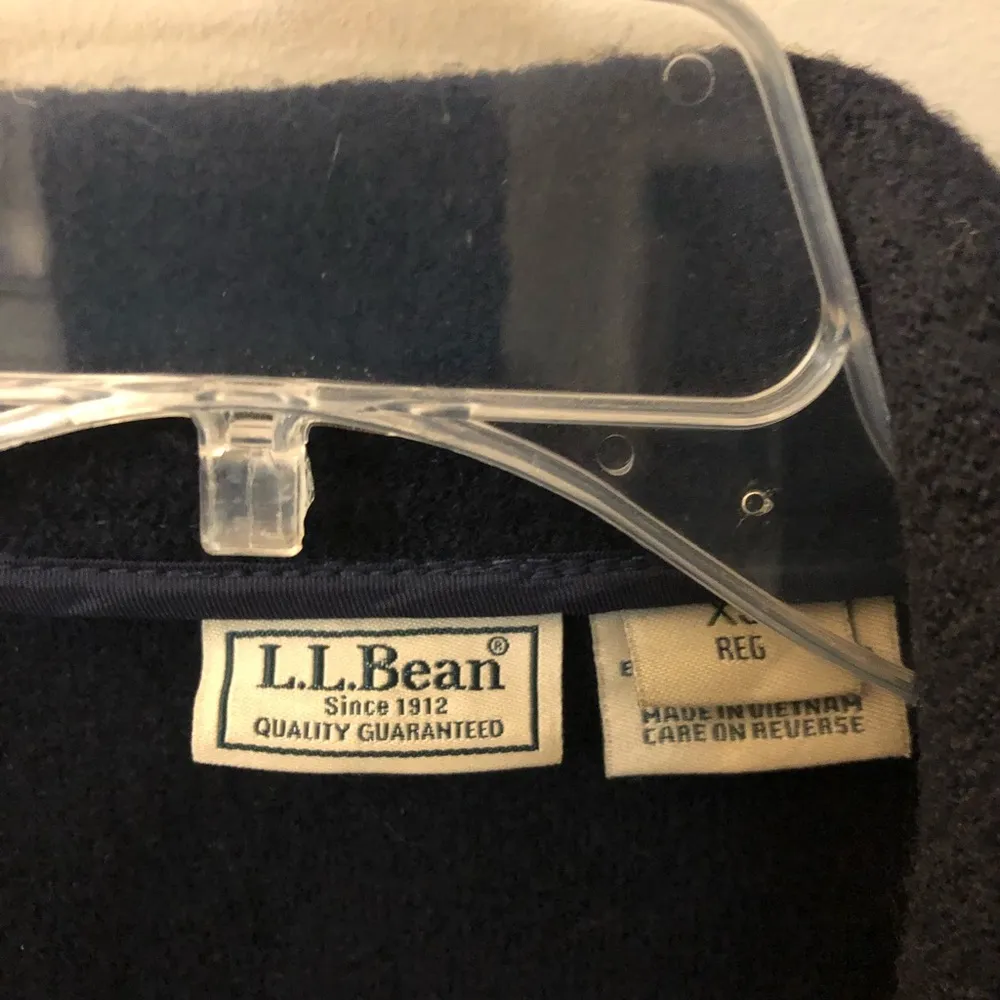 L.L.Bean®
Since 1912
QUALITY GUARANTEED
REG
MADE IN VIETNAM
CARE ON REVERSE